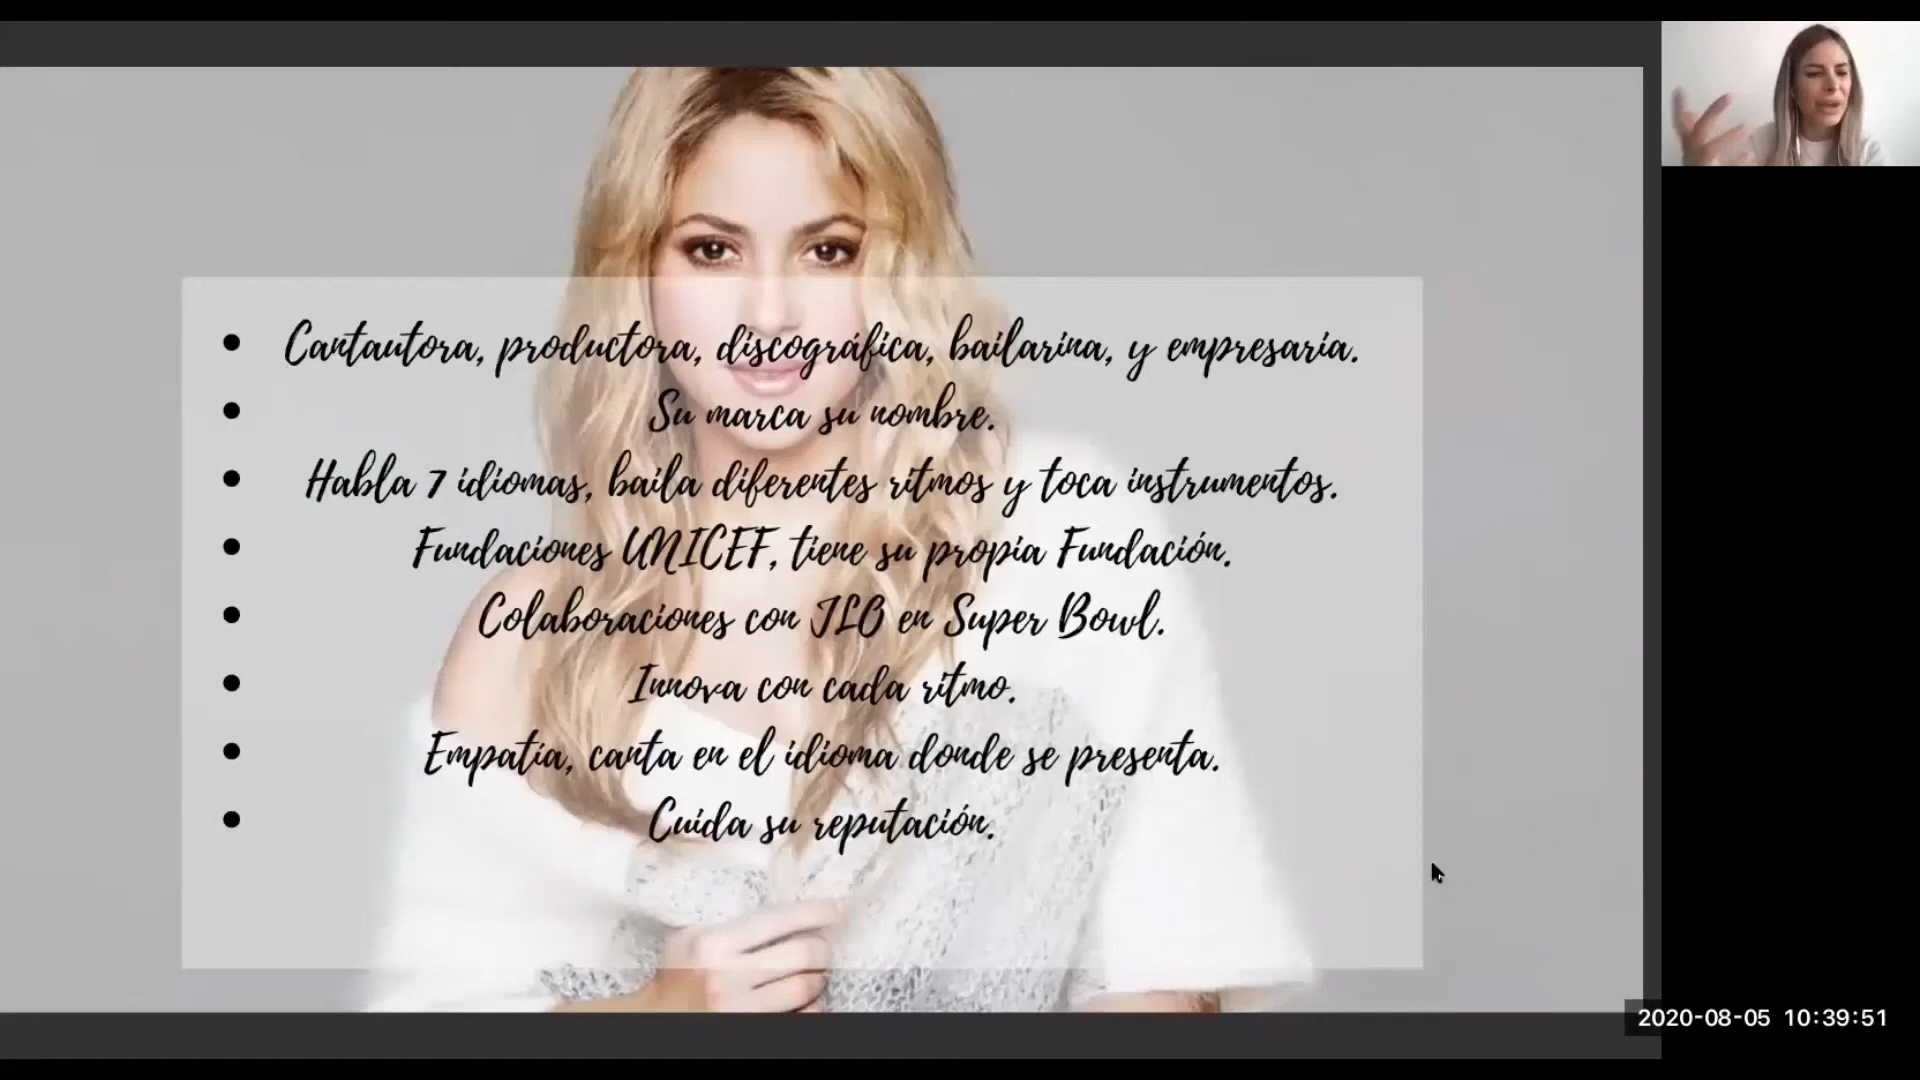 Cantautora, productora, discográfica, bailarina, y empresaria.
Su marca su nombre.
Habla 7 idiomas, baila diferentes ritmos y toca instrumentos.
Fundaciones UNICEF, tiene su propia Fundación.
Colaboraciones con JLO en Super Bowl.
Innova con cada ritmo.
Empatía, canta en el idioma donde se presenta.
Cuida su reputación.
2020-08-05 10:39:51